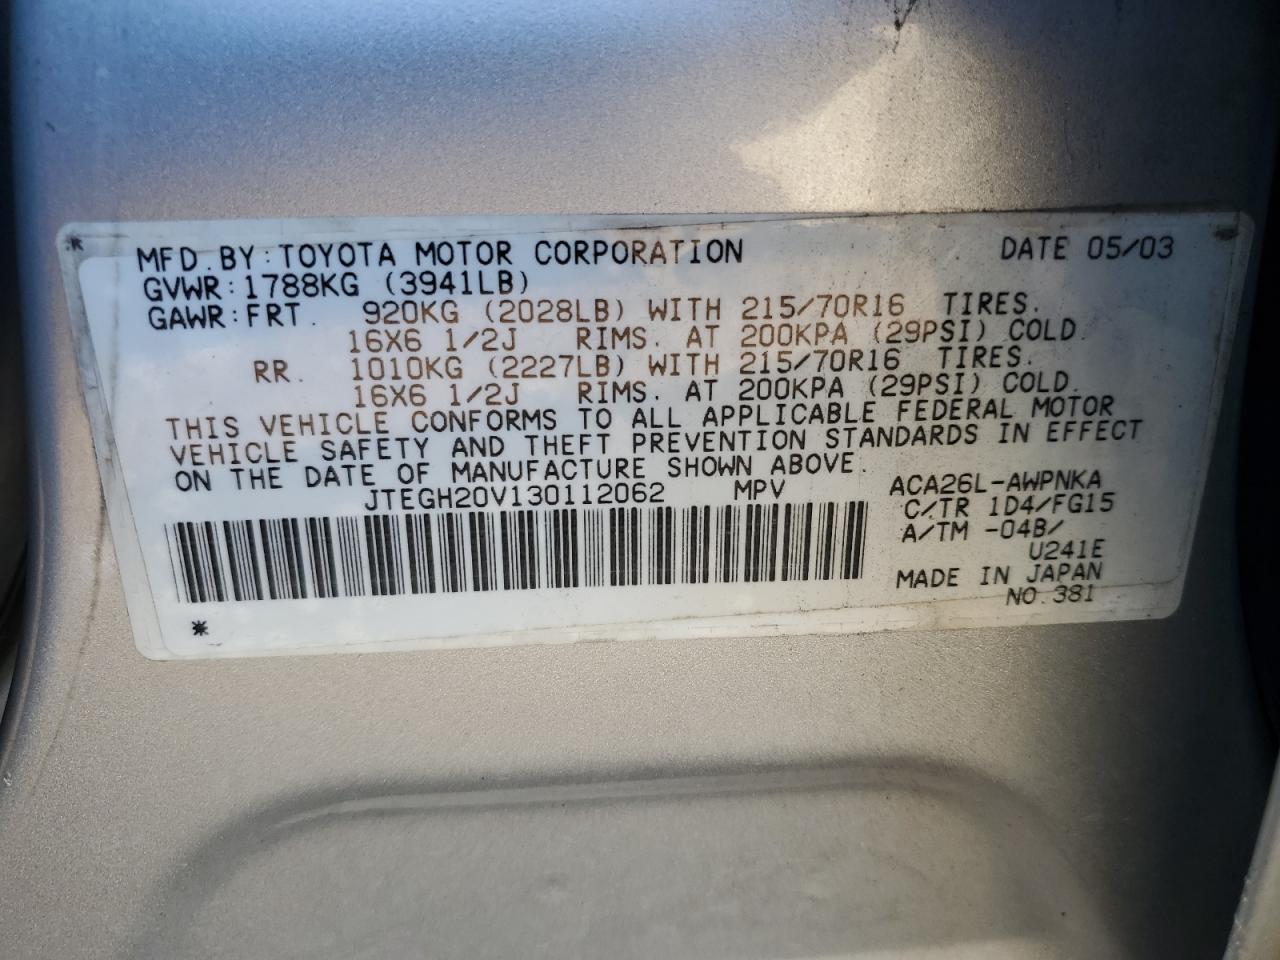 MFD. BY: TOYOTA MOTOR CORPORATION DATE 05/03
GVWR: 1788KG (3941LB)
GAWR: FRT. 920KG (2028LB) WITH 215/70R16 TIRES.
16X6 1/2J RIMS. AT 200KPA (29PSI) COLD.
RR. 1010KG (2227LB) WITH 215/70R16 TIRES.
16X6 1/2J RIMS. AT 200KPA (29PSI) COLD.
THIS VEHICLE CONFORMS TO ALL APPLICABLE FEDERAL MOTOR
VEHICLE SAFETY AND THEFT PREVENTION STANDARDS IN EFFECT
ON THE DATE OF MANUFACTURE SHOWN ABOVE.
JTEGH20V130112062 MPV
ACA26L-AWPNKA
C/TR 1D4/FG15
A/TM -04B/
U241E
MADE IN JAPAN
NO. 381